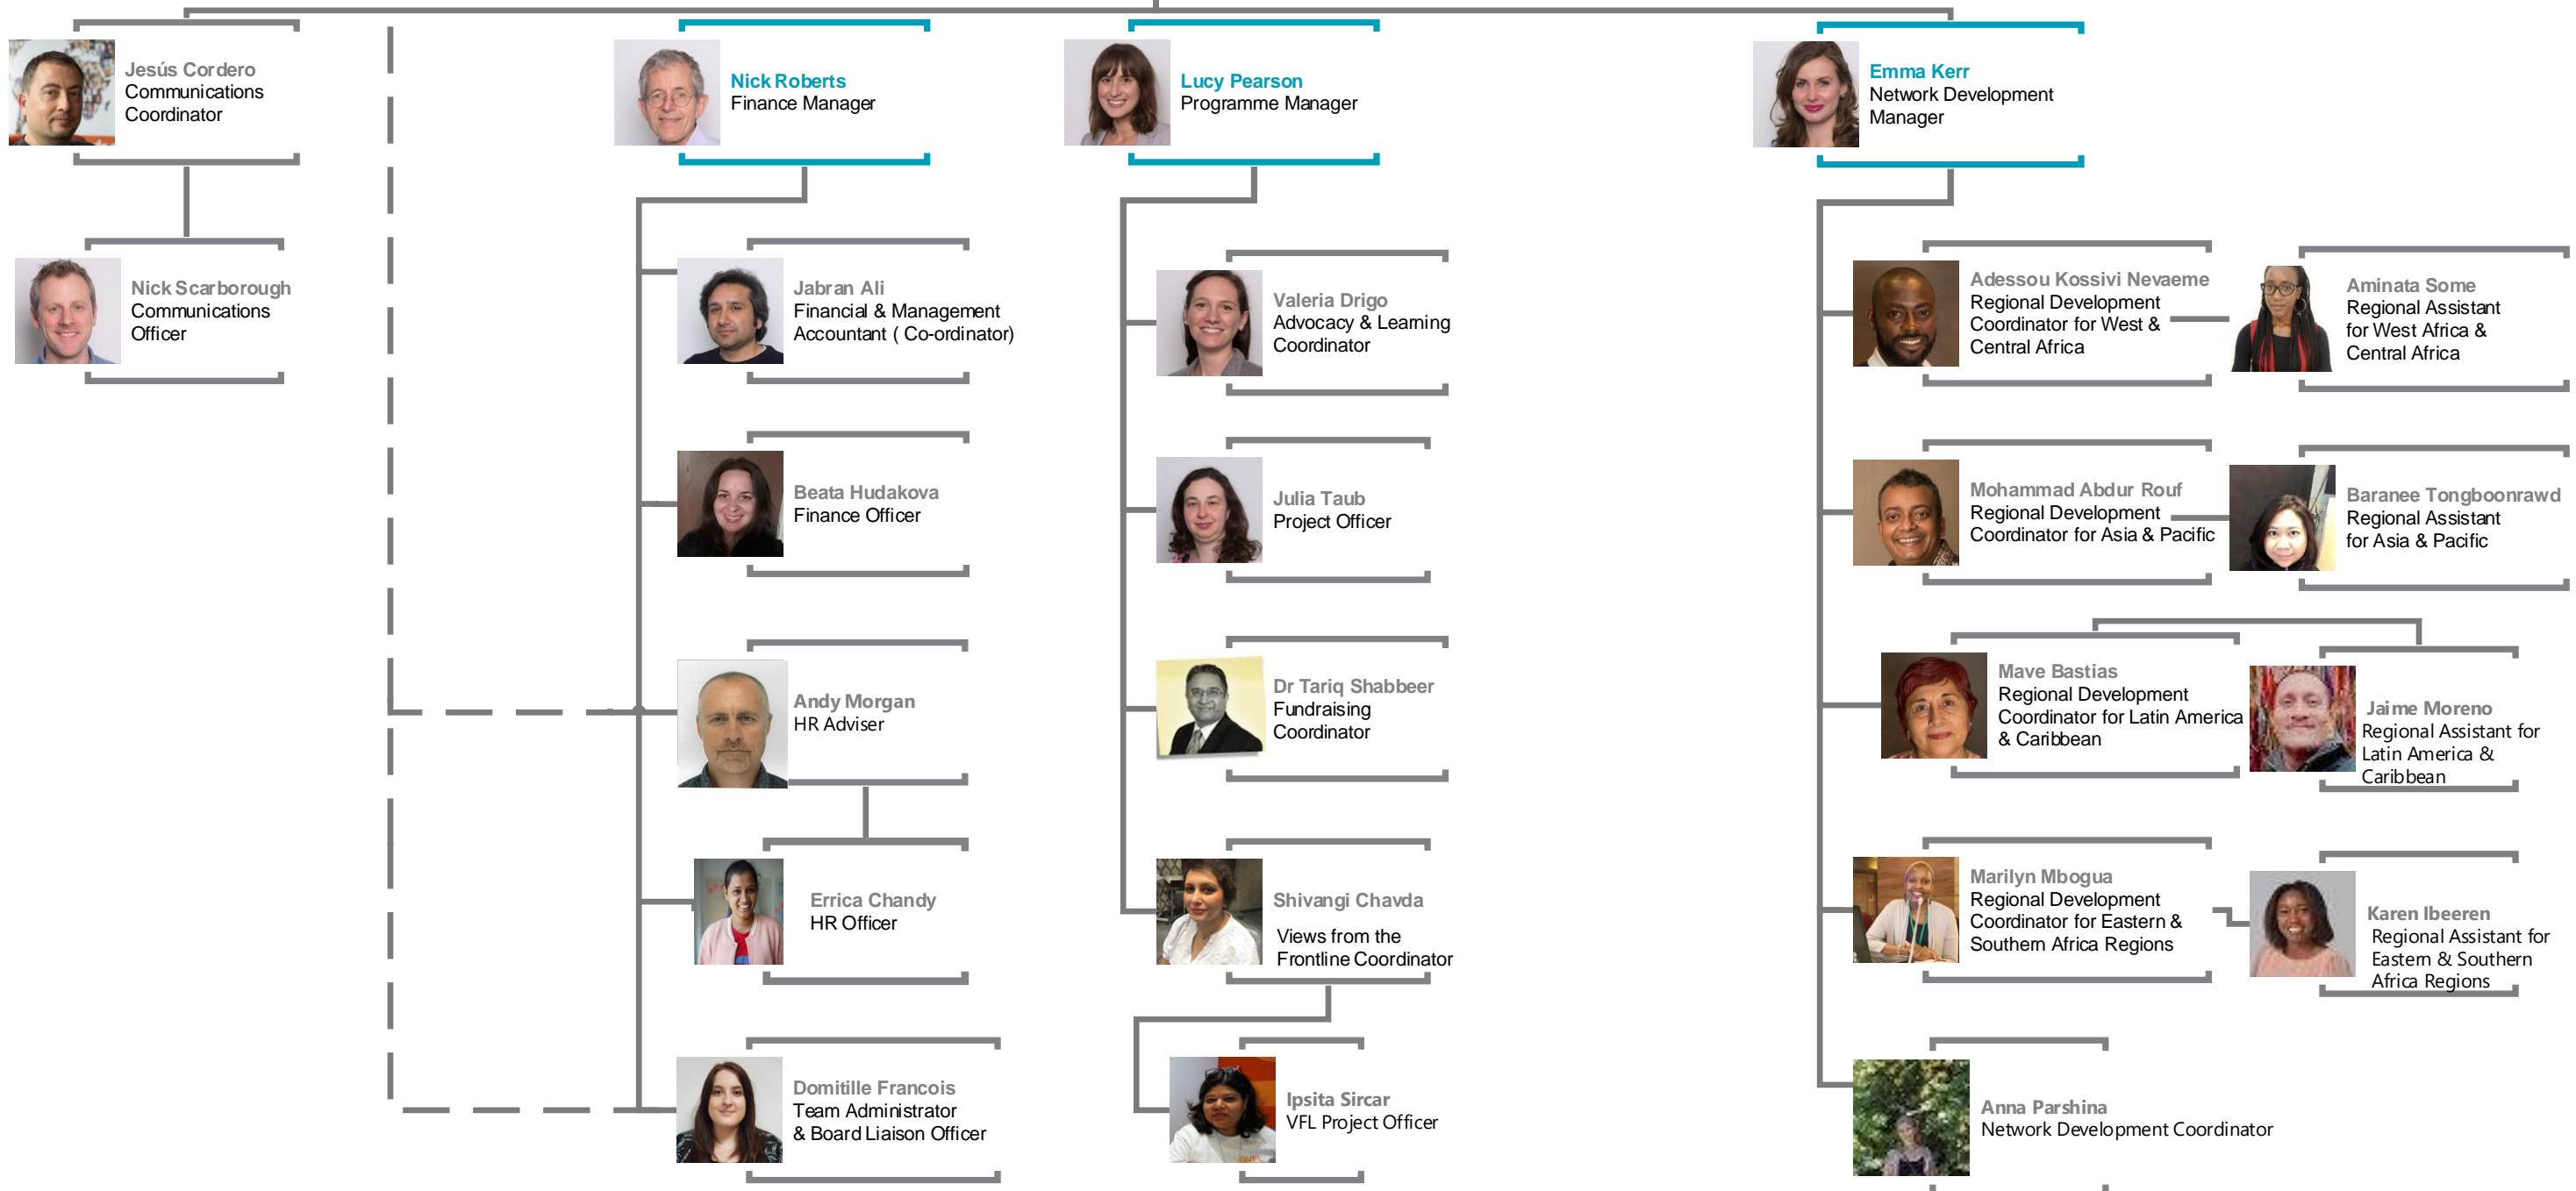 Jesús Cordero
Communications
Coordinator
Nick Scarborough
Communications
Officer
Nick Roberts
Finance Manager
Jabran Ali
Financial & Management
Accountant ( Co-ordinator)
Beata Hudakova
Finance Officer
Andy Morgan
HR Adviser
Errica Chandy
HR Officer
Domitille Francois
Team Administrator
& Board Liaison Officer
Lucy Pearson
Programme Manager
Valeria Drigo
Advocacy & Learning
Coordinator
Julia Taub
Project Officer
Dr Tariq Shabbeer
Fundraising
Coordinator
Shivangi Chavda
Views from the
Frontline Coordinator
Ipsita Sircar
VFL Project Officer
Emma Kerr
Network Development
Manager
Adessou Kossivi Nevaeme
Regional Development
Coordinator for West &
Central Africa
Aminata Some
Regional Assistant
for West Africa &
Central Africa
Mohammad Abdur Rouf
Regional Development
Coordinator for Asia & Pacific
Baranee Tongboonrawd
Regional Assistant
for Asia & Pacific
Mave Bastias
Regional Development
Coordinator for Latin America
& Caribbean
Jaime Moreno
Regional Assistant for
Latin America &
Caribbean
Marilyn Mbogua
Regional Development
Coordinator for Eastern &
Southern Africa Regions
Karen Ibeeren
Regional Assistant for
Eastern & Southern
Africa Regions
Anna Parshina
Network Development Coordinator